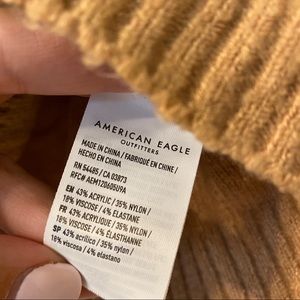 AMERICAN EAGLE
OUTFITTERS
MADE IN CHINA / FABRIQUÉ EN CHINE /
HECHO EN CHINA
RN 54485 / CA 03873
RFC# AEM120605U9A
EN 43% ACRYLIC / 35% NYLON /
18% VISCOSE / 4% ELASTANE
FR 43% ACRYLIQUE / 35% NYLON /
18% VISCOSE / 4% ÉLASTHANNE
SP 43% acrílico / 35% nylon /
18% viscosa / 4% elastano